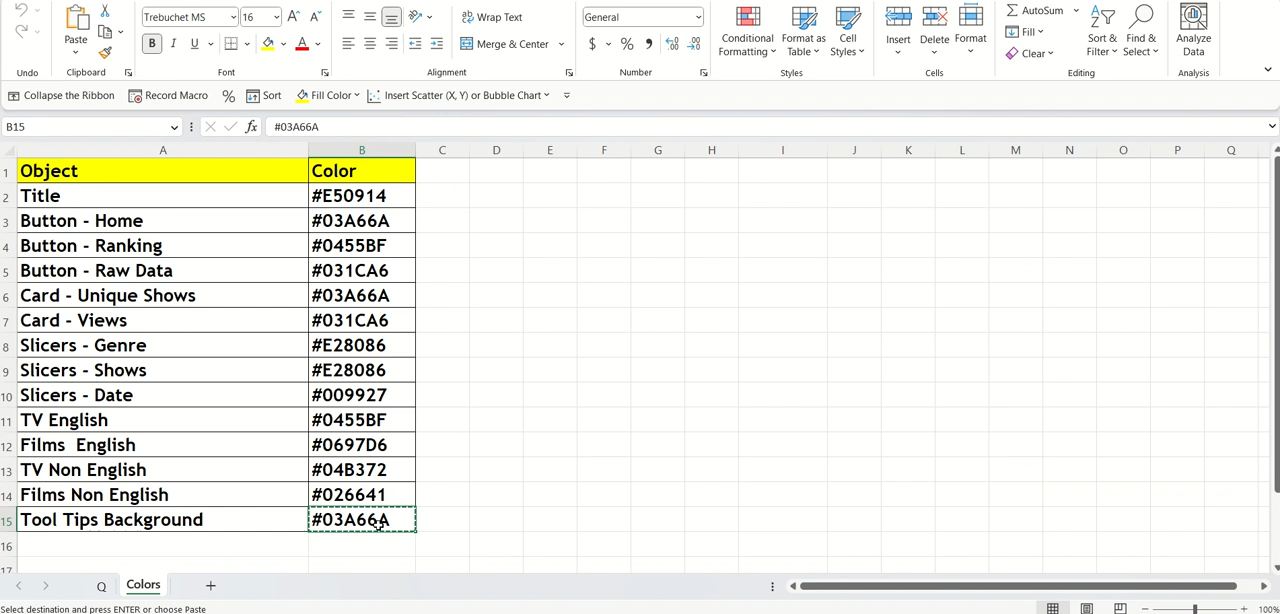 Trebuchet MS 16 A A Wrap Text General AutoSum
Paste Conditional Formatting Format as Table Cell Styles Insert Delete Format Fill Sort & Filter Find & Select Analyze Data
B I U A Merge & Center $ % 9 Clear
Undo Clipboard Font Alignment Number Styles Cells Editing Analysis
Collapse the Ribbon Record Macro % Sort Fill Color Insert Scatter (X, Y) or Bubble Chart
B15 fx #03A66A
A B C D E F G H I J K L M N O P Q
1 Object Color
2 Title #E50914
3 Button - Home #03A66A
4 Button - Ranking #0455BF
5 Button - Raw Data #031CA6
6 Card - Unique Shows #03A66A
7 Card - Views #031CA6
8 Slicers - Genre #E28086
9 Slicers - Shows #E28086
10 Slicers - Date #009927
11 TV English #0455BF
12 Films  English #0697D6
13 TV Non English #04B372
14 Films Non English #026641
15 Tool Tips Background #03A66A
16
17
Q Colors
Select destination and press ENTER or choose Paste 100%